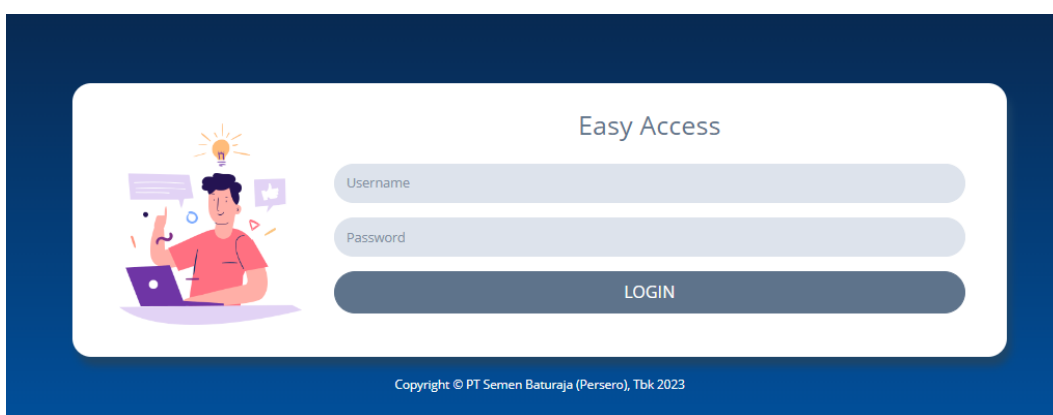 Easy Access
Username
Password
LOGIN
Copyright © PT Semen Baturaja (Persero), Tbk 2023